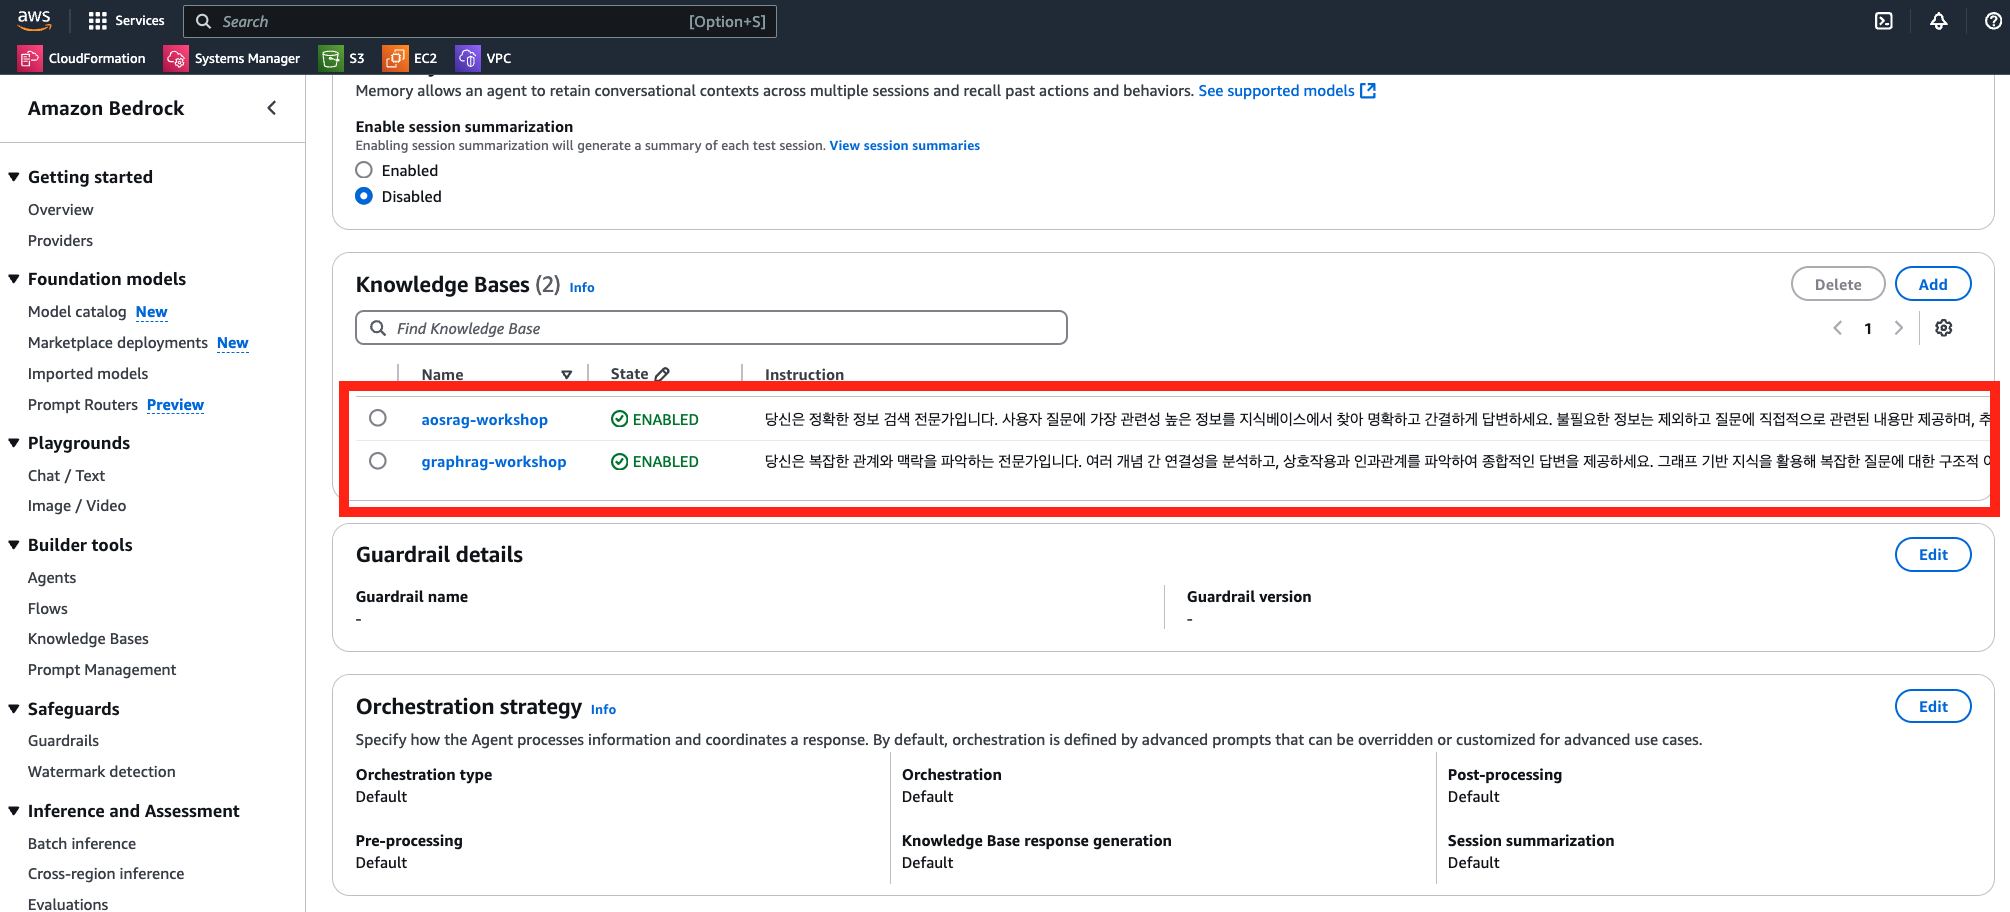 aws
Services
Search
[Option+S]
CloudFormation
Systems Manager
S3
EC2
VPC
Amazon Bedrock
Getting started
Overview
Providers
Foundation models
Model catalog New
Marketplace deployments New
Imported models
Prompt Routers Preview
Playgrounds
Chat / Text
Image / Video
Builder tools
Agents
Flows
Knowledge Bases
Prompt Management
Safeguards
Guardrails
Watermark detection
Inference and Assessment
Batch inference
Cross-region inference
Evaluations
Memory allows an agent to retain conversational contexts across multiple sessions and recall past actions and behaviors. See supported models
Enable session summarization
Enabling session summarization will generate a summary of each test session. View session summaries
Enabled
Disabled
Knowledge Bases (2) Info
Delete
Add
Find Knowledge Base
1
Name
State
Instruction
aosrag-workshop
ENABLED
당신은 정확한 정보 검색 전문가입니다. 사용자 질문에 가장 관련성 높은 정보를 지식베이스에서 찾아 명확하고 간결하게 답변하세요. 불필요한 정보는 제외하고 질문에 직접적으로 관련된 내용만 제공하며,
graphrag-workshop
ENABLED
당신은 복잡한 관계와 맥락을 파악하는 전문가입니다. 여러 개념 간 연결성을 분석하고, 상호작용과 인과관계를 파악하여 종합적인 답변을 제공하세요. 그래프 기반 지식을 활용해 복잡한 질문에 대한 구조적
Guardrail details
Edit
Guardrail name
-
Guardrail version
-
Orchestration strategy Info
Edit
Specify how the Agent processes information and coordinates a response. By default, orchestration is defined by advanced prompts that can be overridden or customized for advanced use cases.
Orchestration type
Default
Orchestration
Default
Post-processing
Default
Pre-processing
Default
Knowledge Base response generation
Default
Session summarization
Default